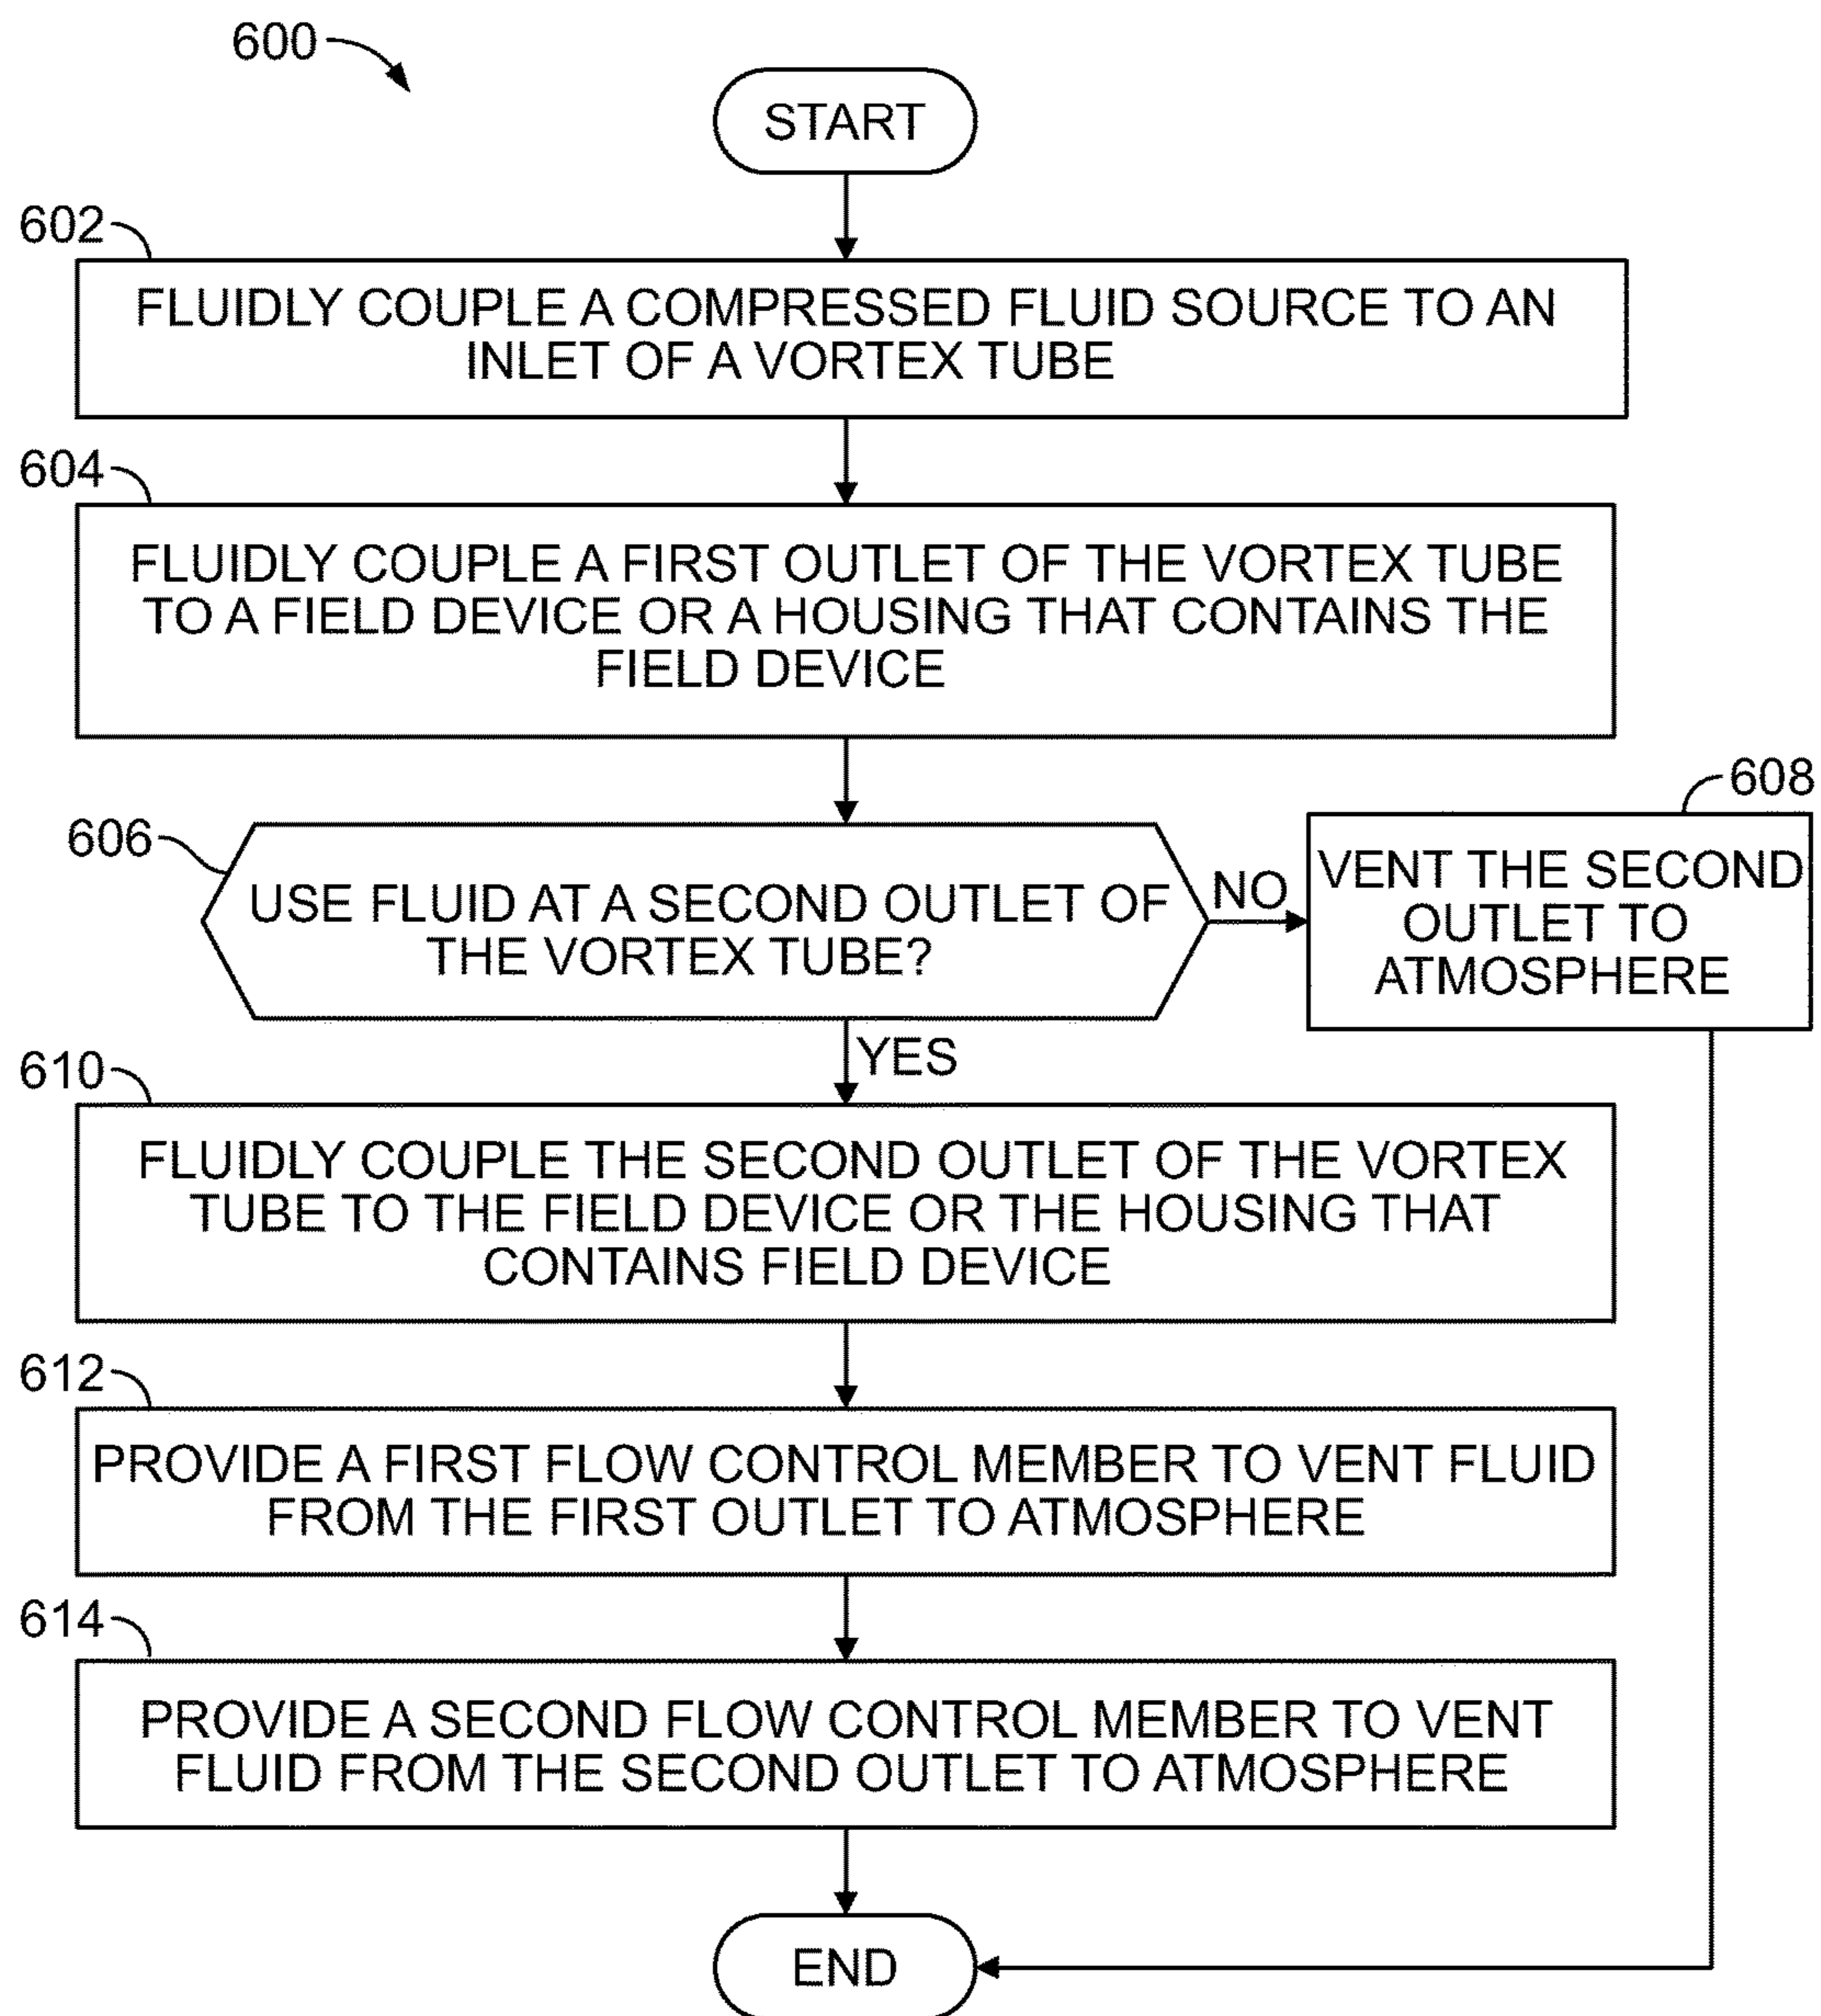 600
START
602
FLUIDLY COUPLE A COMPRESSED FLUID SOURCE TO AN
INLET OF A VORTEX TUBE
604
FLUIDLY COUPLE A FIRST OUTLET OF THE VORTEX TUBE
TO A FIELD DEVICE OR A HOUSING THAT CONTAINS THE
FIELD DEVICE
606
USE FLUID AT A SECOND OUTLET OF
THE VORTEX TUBE?
NO
608
VENT THE SECOND
OUTLET TO
ATMOSPHERE
YES
610
FLUIDLY COUPLE THE SECOND OUTLET OF THE VORTEX
TUBE TO THE FIELD DEVICE OR THE HOUSING THAT
CONTAINS FIELD DEVICE
612
PROVIDE A FIRST FLOW CONTROL MEMBER TO VENT FLUID
FROM THE FIRST OUTLET TO ATMOSPHERE
614
PROVIDE A SECOND FLOW CONTROL MEMBER TO VENT
FLUID FROM THE SECOND OUTLET TO ATMOSPHERE
END